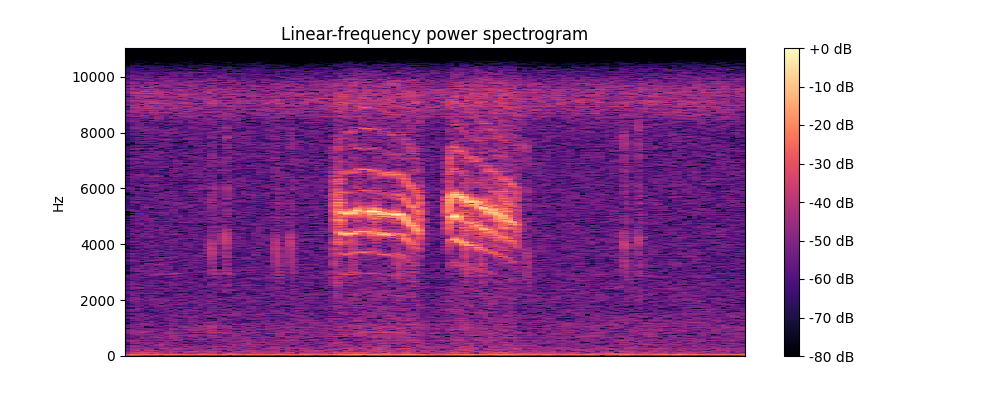 Linear-frequency power spectrogram
Hz
10000
8000
6000
4000
2000
0
+0 dB
-10 dB
-20 dB
-30 dB
-40 dB
-50 dB
-60 dB
-70 dB
-80 dB